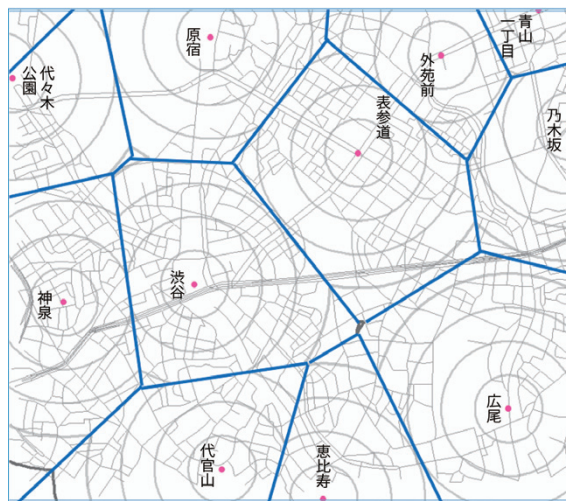 原宿
外苑前
青山
一丁目
代々木
公園
表参道
乃木坂
渋谷
神泉
広尾
代官山
恵比寿